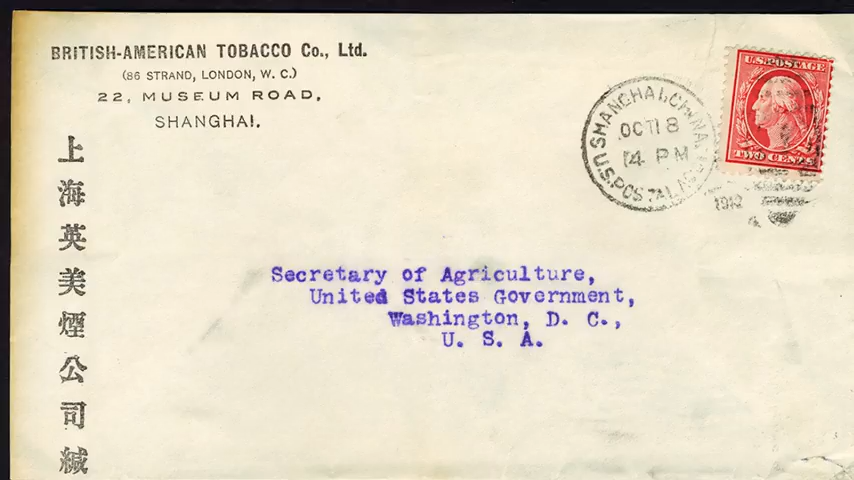 BRITISH-AMERICAN TOBACCO Co., Ltd.
(86 STRAND, LONDON, W. C.)
22, MUSEUM ROAD,
SHANGHAI.
上海英美煙公司緘
SHANGHAI, CHINA
OCT 18
4 PM
U.S. POSTAL
1912
U.S. POSTAGE
TWO CENTS
Secretary of Agriculture,
United States Government,
Washington, D. C.,
U. S. A.